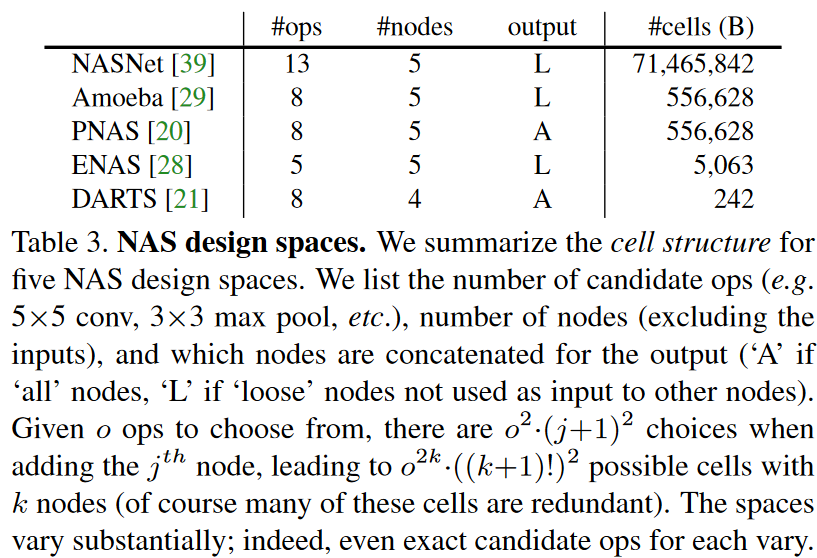 #ops #nodes output #cells (B)
NASNet [39] 13 5 L 71,465,842
Amoeba [29] 8 5 L 556,628
PNAS [20] 8 5 A 556,628
ENAS [28] 5 5 L 5,063
DARTS [21] 8 4 A 242
Table 3. NAS design spaces. We summarize the cell structure for
five NAS design spaces. We list the number of candidate ops (e.g.
5×5 conv, 3×3 max pool, etc.), number of nodes (excluding the
inputs), and which nodes are concatenated for the output (‘A’ if
‘all’ nodes, ‘L’ if ‘loose’ nodes not used as input to other nodes).
Given o ops to choose from, there are o²·(j+1)² choices when
adding the jᵗʰ node, leading to o²ᵏ·((k+1)!)² possible cells with
k nodes (of course many of these cells are redundant). The spaces
vary substantially; indeed, even exact candidate ops for each vary.